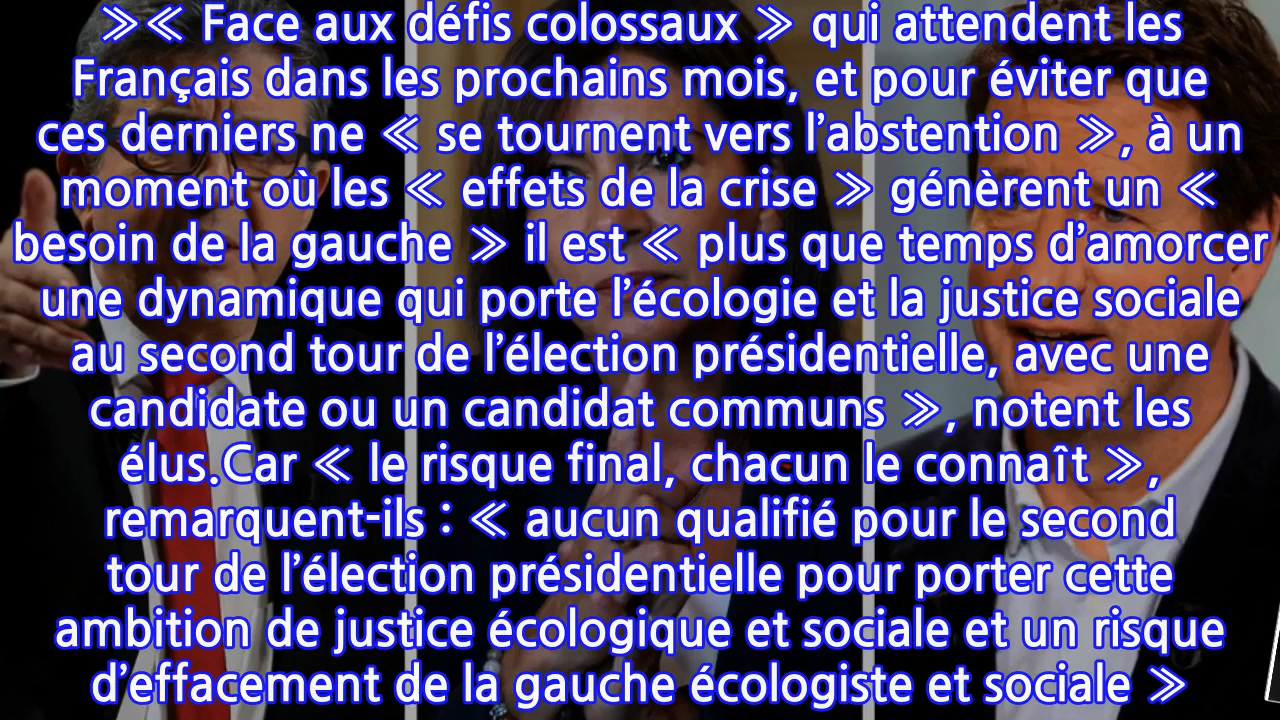 ≫≪ Face aux défis colossaux ≫ qui attendent les
Français dans les prochains mois, et pour éviter que
ces derniers ne ≪ se tournent vers l’abstention ≫, à un
moment où les ≪ effets de la crise ≫ génèrent un ≪
besoin de la gauche ≫ il est ≪ plus que temps d’amorcer
une dynamique qui porte l’écologie et la justice sociale
au second tour de l’élection présidentielle, avec une
candidate ou un candidat communs ≫, notent les
élus.Car ≪ le risque final, chacun le connaît ≫,
remarquent-ils : ≪ aucun qualifié pour le second
tour de l’élection présidentielle pour porter cette
ambition de justice écologique et sociale et un risque
d’effacement de la gauche écologiste et sociale ≫